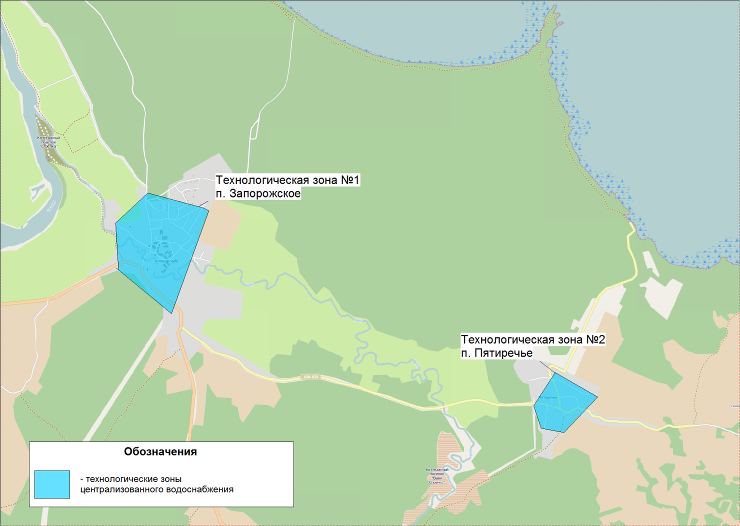 Технологическая зона №1
п. Запорожское
Технологическая зона №2
п. Пятиречье
Обозначения
- технологические зоны
централизованного водоснабжения